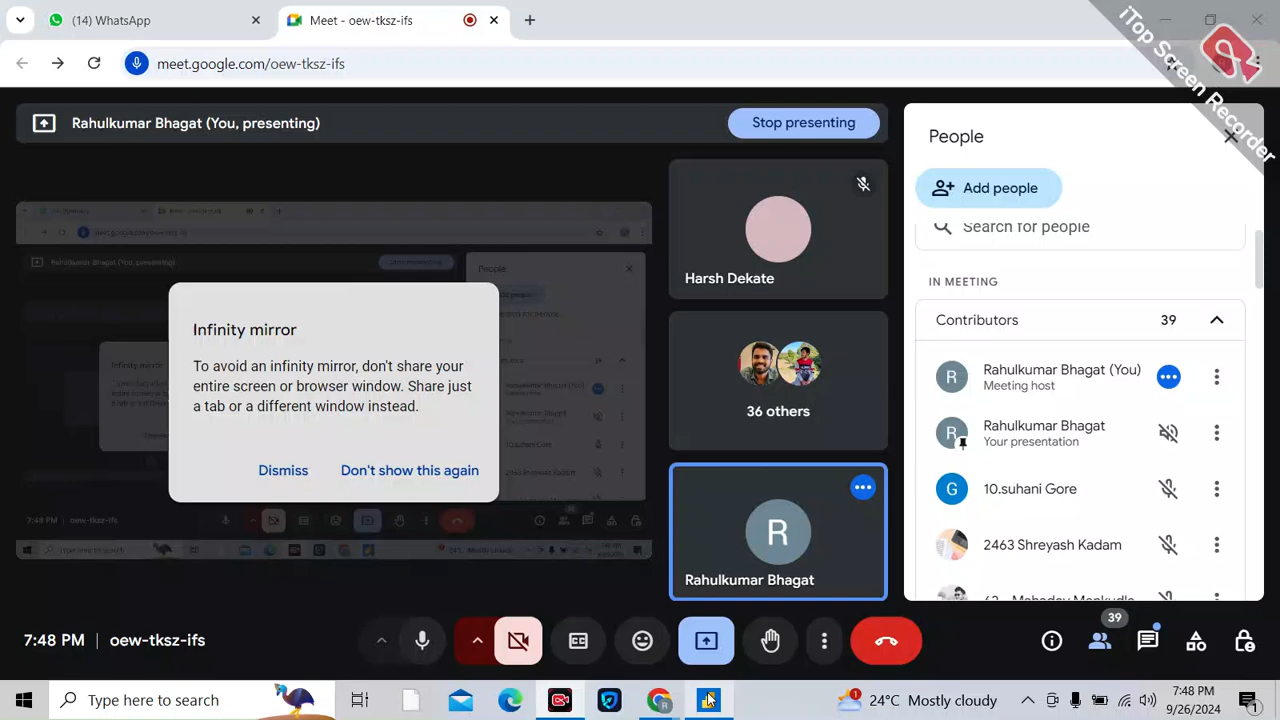 (14) WhatsApp
Meet - oew-tksz-ifs
meet.google.com/oew-tksz-ifs
iTop Screen Recorder
Rahulkumar Bhagat (You, presenting)
Stop presenting
People
Add people
Search for people
IN MEETING
Contributors 39
Rahulkumar Bhagat (You)
Meeting host
Rahulkumar Bhagat
Your presentation
G
10.suhani Gore
2463 Shreyash Kadam
Harsh Dekate
36 others
R
Rahulkumar Bhagat
Infinity mirror
To avoid an infinity mirror, don't share your
entire screen or browser window. Share just
a tab or a different window instead.
Dismiss
Don't show this again
7:48 PM | oew-tksz-ifs
39
Type here to search
24°C Mostly cloudy
7:48 PM
9/26/2024